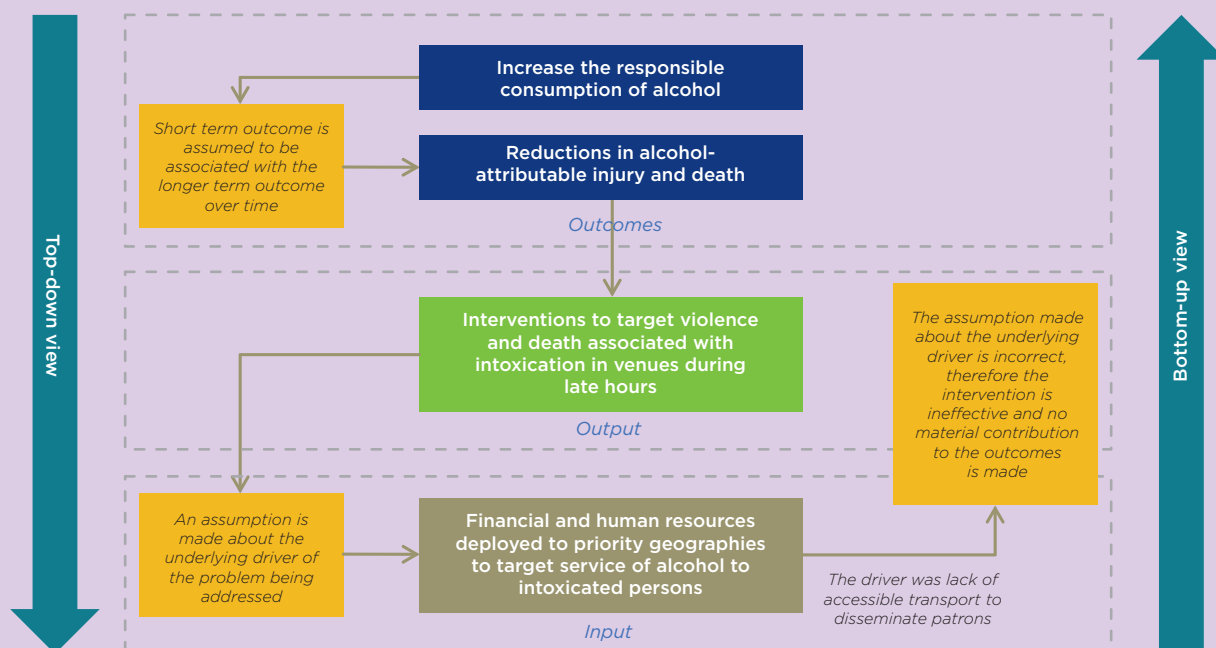 Top-down view
Increase the responsible
consumption of alcohol
Short term outcome is
assumed to be
associated with the
longer term outcome
over time
Reductions in alcohol-
attributable injury and death
Outcomes
Interventions to target violence
and death associated with
intoxication in venues during
late hours
Output
The assumption made
about the underlying
driver is incorrect,
therefore the
intervention is
ineffective and no
material contribution
to the outcomes
is made
An assumption is
made about the
underlying driver of
the problem being
addressed
Financial and human resources
deployed to priority geographies
to target service of alcohol to
intoxicated persons
Input
The driver was lack of
accessible transport to
disseminate patrons
Bottom-up view